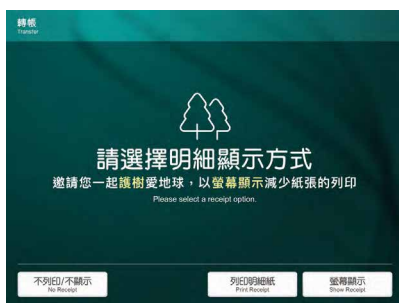 轉帳
Transfer
請選擇明細顯示方式
邀請您一起護樹愛地球，以螢幕顯示減少紙張的列印
Please select a receipt option.
不列印/不顯示
No Receipt
列印明細紙
Print Receipt
螢幕顯示
Show Receipt